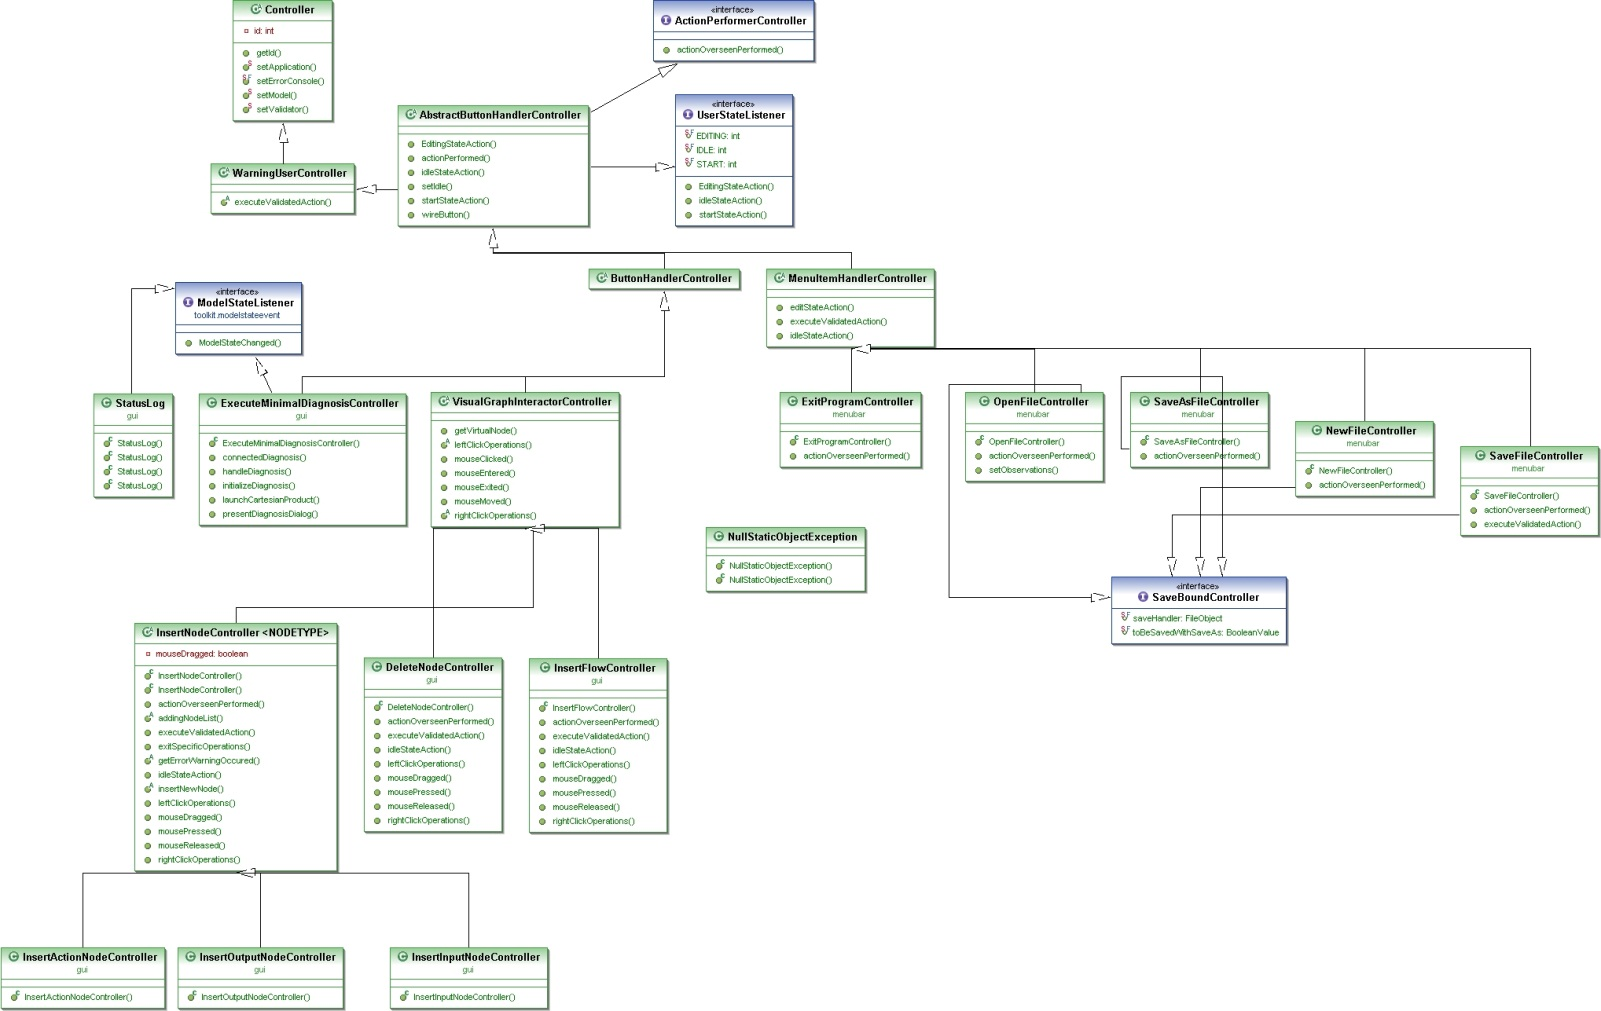 Controller
id: int
getId()
setApplication()
setErrorConsole()
setModel()
setValidator()
«interface»
ActionPerformerController
actionOverseenPerformed()
AbstractButtonHandlerController
EditingStateAction()
actionPerformed()
idleStateAction()
setIdle()
startStateAction()
wireButton()
«interface»
UserStateListener
EDITING: int
IDLE: int
START: int
EditingStateAction()
idleStateAction()
startStateAction()
WarningUserController
executeValidatedAction()
ButtonHandlerController
MenuItemHandlerController
editStateAction()
executeValidatedAction()
idleStateAction()
«interface»
ModelStateListener
toolkit.modelstateevent
ModelStateChanged()
StatusLog
gui
StatusLog()
StatusLog()
StatusLog()
StatusLog()
ExecuteMinimalDiagnosisController
gui
ExecuteMinimalDiagnosisController()
connectedDiagnosis()
handleDiagnosis()
initializeDiagnosis()
launchCartesianProduct()
presentDiagnosisDialog()
VisualGraphInteractorController
getVirtualNode()
leftClickOperations()
mouseClicked()
mouseEntered()
mouseExited()
mouseMoved()
rightClickOperations()
ExitProgramController
menubar
ExitProgramController()
actionOverseenPerformed()
OpenFileController
menubar
OpenFileController()
actionOverseenPerformed()
setObservations()
SaveAsFileController
menubar
SaveAsFileController()
actionOverseenPerformed()
NewFileController
menubar
NewFileController()
actionOverseenPerformed()
SaveFileController
menubar
SaveFileController()
actionOverseenPerformed()
executeValidatedAction()
NullStaticObjectException
NullStaticObjectException()
NullStaticObjectException()
«interface»
SaveBoundController
saveHandler: FileObject
toBeSavedWithSaveAs: BooleanValue
InsertNodeController <NODETYPE>
mouseDragged: boolean
InsertNodeController()
InsertNodeController()
actionOverseenPerformed()
addingNodeList()
executeValidatedAction()
exitSpecificOperations()
getErrorWarningOccured()
idleStateAction()
insertNewNode()
leftClickOperations()
mouseDragged()
mousePressed()
mouseReleased()
rightClickOperations()
DeleteNodeController
gui
DeleteNodeController()
actionOverseenPerformed()
executeValidatedAction()
idleStateAction()
leftClickOperations()
mouseDragged()
mousePressed()
mouseReleased()
rightClickOperations()
InsertFlowController
gui
InsertFlowController()
actionOverseenPerformed()
executeValidatedAction()
idleStateAction()
leftClickOperations()
mouseDragged()
mousePressed()
mouseReleased()
rightClickOperations()
InsertActionNodeController
gui
InsertActionNodeController()
InsertOutputNodeController
gui
InsertOutputNodeController()
InsertInputNodeController
gui
InsertInputNodeController()